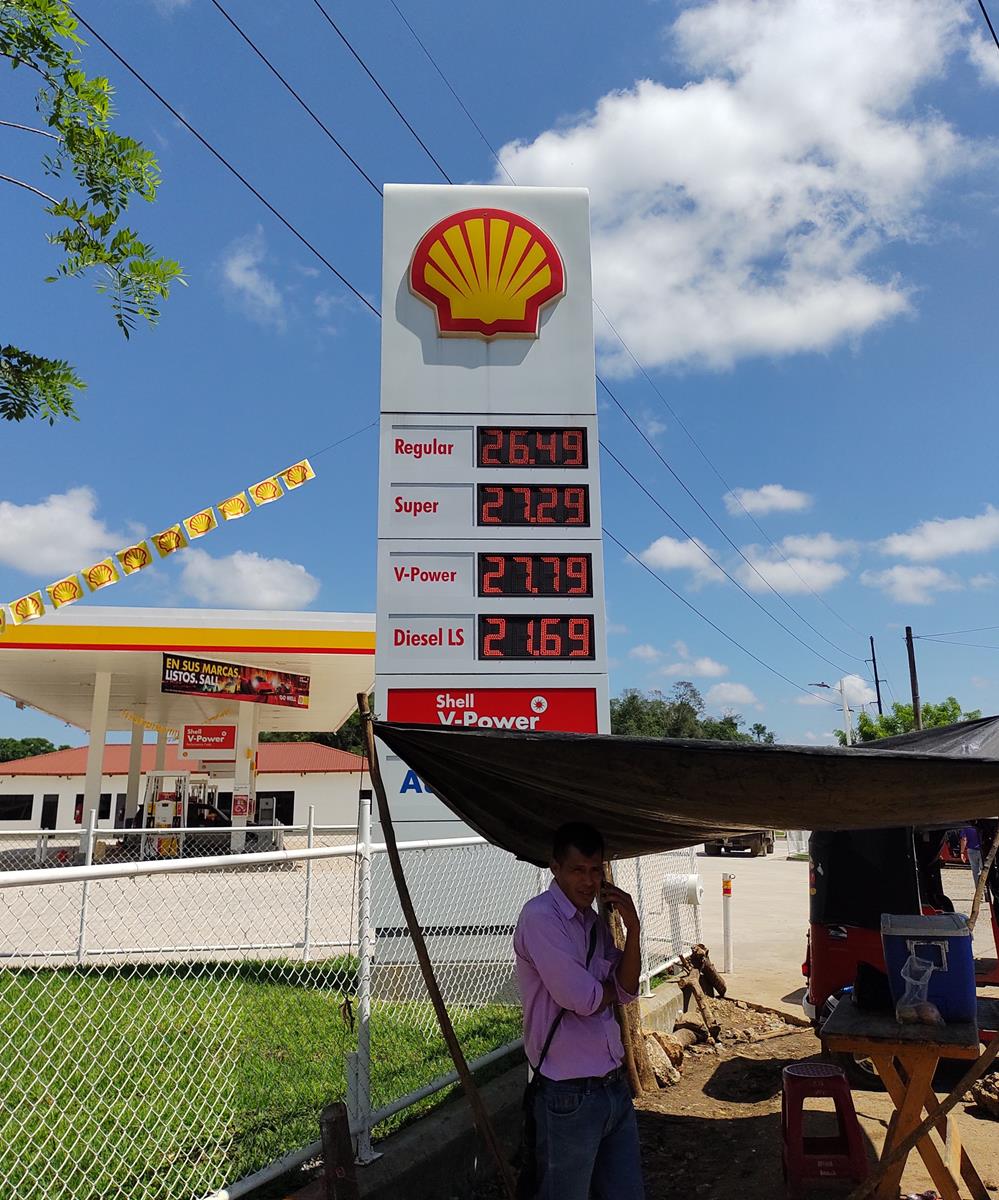 Regular 26.49
Super 27.29
V-Power 27.79
Diesel LS 21.69
Shell
V-Power
EN SUS MARCAS
LISTOS. SAL!
Shell
V-Power